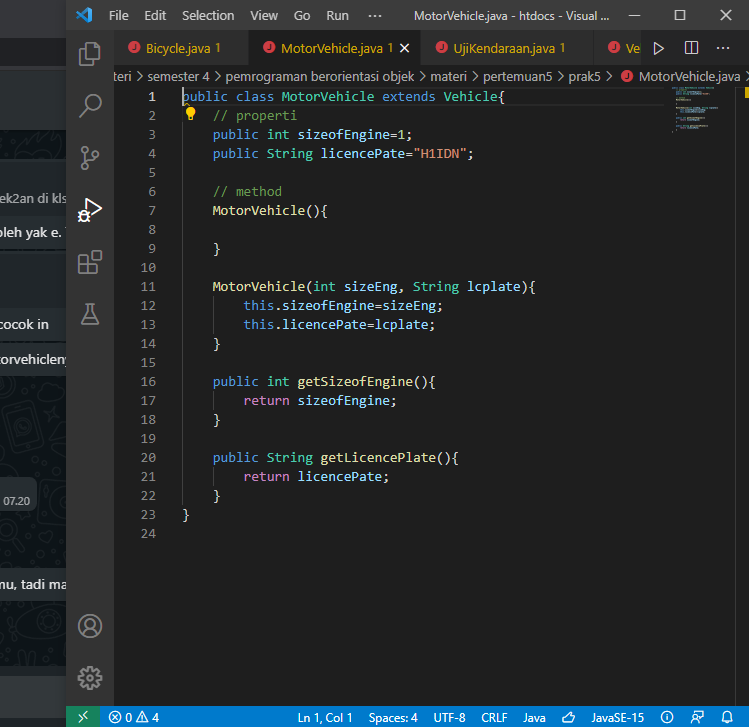 File Edit Selection View Go Run ··· MotorVehicle.java - htdocs - Visual ...
Bicycle.java 1 MotorVehicle.java 1 UjiKendaraan.java 1 Ve
teri > semester 4 > pemrograman berorientasi objek > materi > pertemuan5 > prak5 > MotorVehicle.java >
1 public class MotorVehicle extends Vehicle{
2 // properti
3 public int sizeofEngine=1;
4 public String licencePate="H1IDN";
5
6 // method
7 MotorVehicle(){
8
9 }
10
11 MotorVehicle(int sizeEng, String lcplate){
12 this.sizeofEngine=sizeEng;
13 this.licencePate=lcplate;
14 }
15
16 public int getSizeofEngine(){
17 return sizeofEngine;
18 }
19
20 public String getLicencePlate(){
21 return licencePate;
22 }
23 }
24
ek2an di kls
oleh yak e.
cocok in
torvehicleny
07.20
mu, tadi ma
0 4 Ln 1, Col 1 Spaces: 4 UTF-8 CRLF Java JavaSE-15